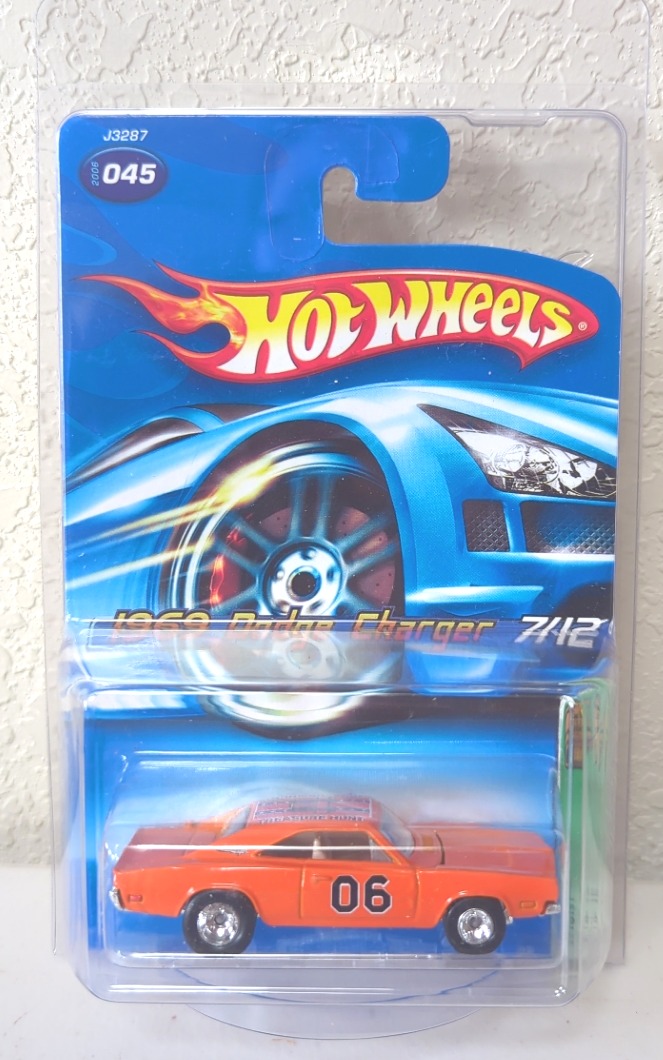 J3287
2006
045
HOT WHEELS®
1969 Dodge Charger 7/12
06